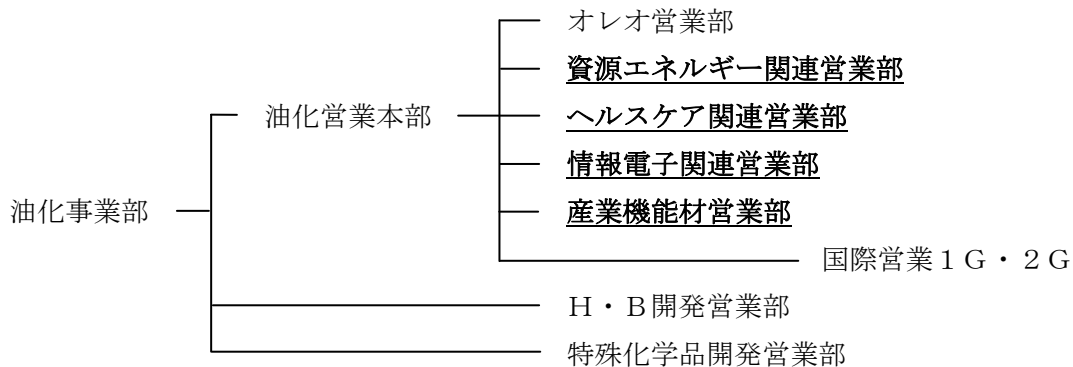 オレオ営業部
資源エネルギー関連営業部
油化営業本部
ヘルスケア関連営業部
情報電子関連営業部
油化事業部
産業機能材営業部
国際営業１Ｇ・２Ｇ
Ｈ・Ｂ開発営業部
特殊化学品開発営業部